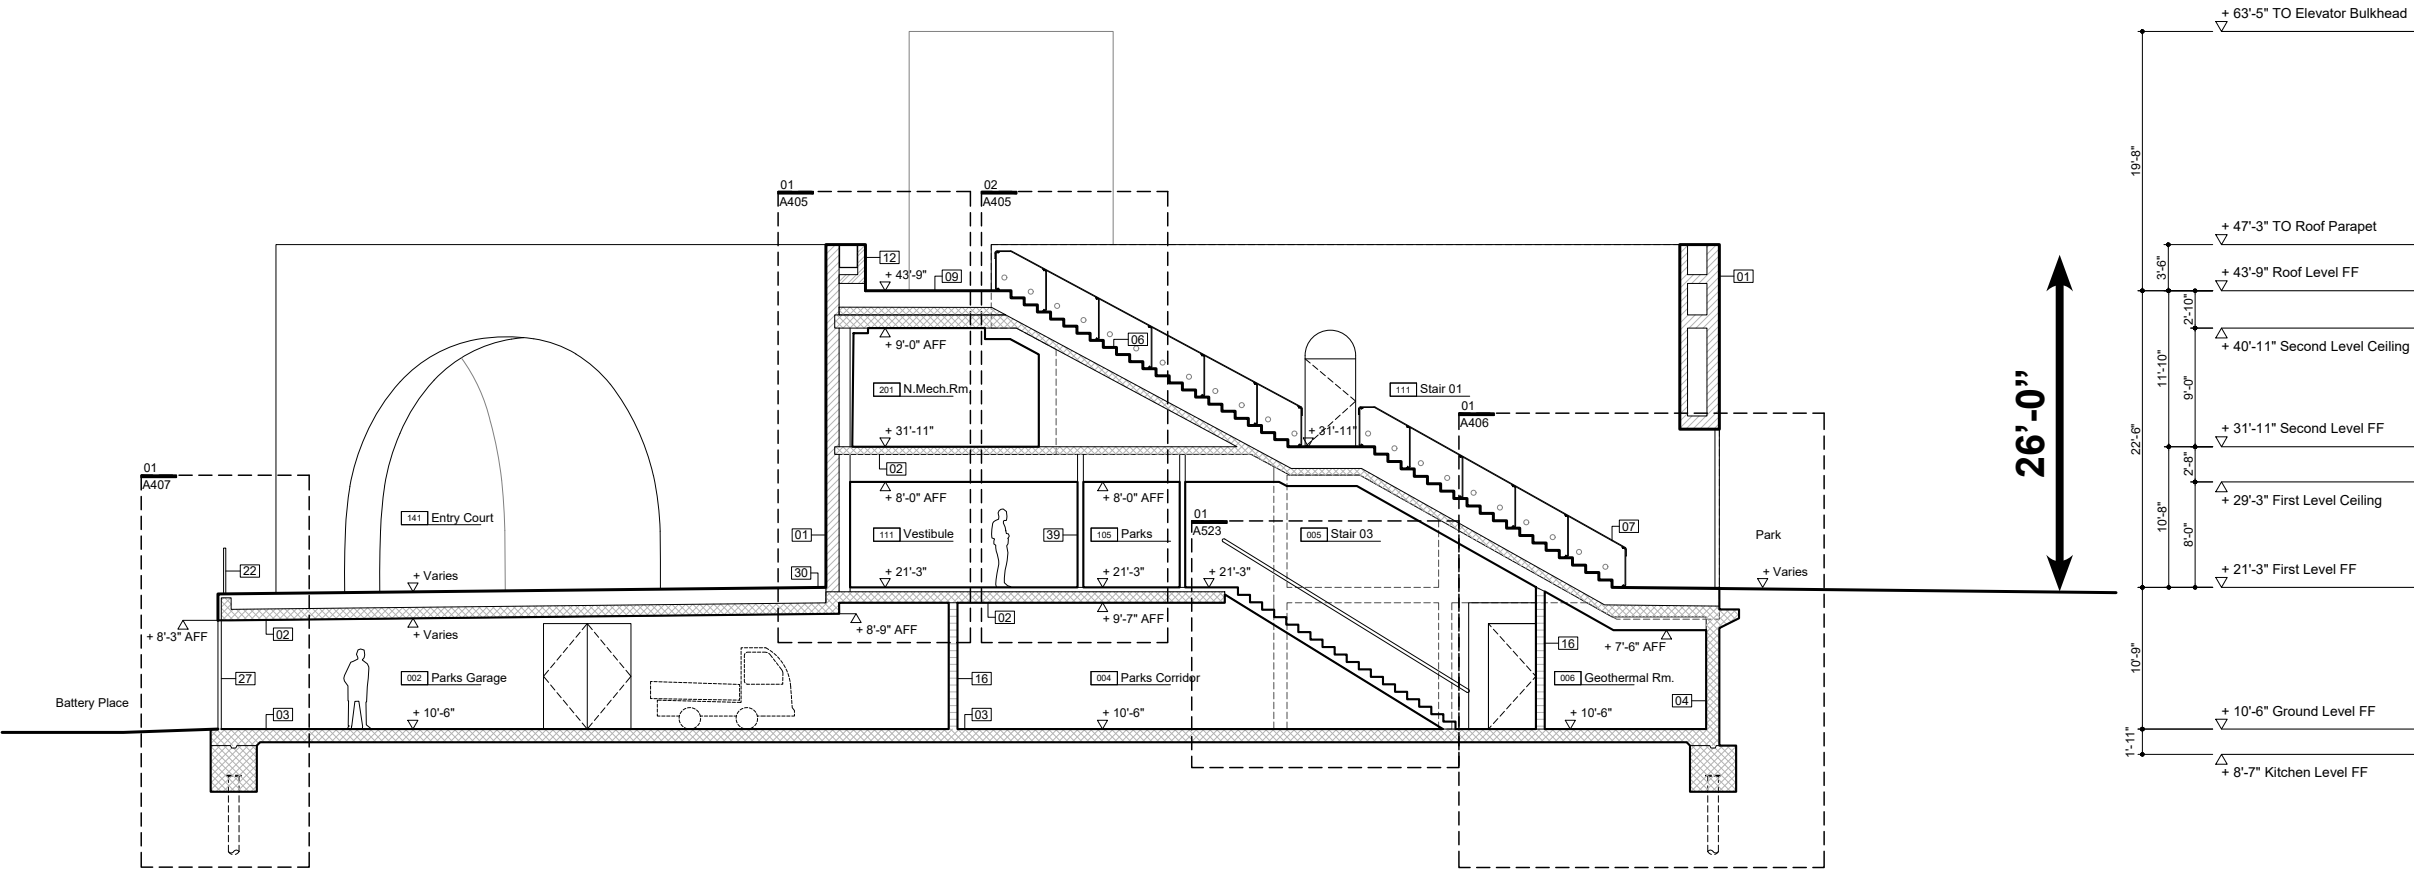 + 63'-5" TO Elevator Bulkhead
19'-8"
01
A405
02
A405
+ 47'-3" TO Roof Parapet
12
+ 43'-9"
09
01
3'-6"
+ 43'-9" Roof Level FF
2'-10"
06
+ 9'-0" AFF
+ 40'-11" Second Level Ceiling
201 N.Mech.Rm.
111 Stair 01
11'-10"
9'-0"
26'-0"
01
A406
+ 31'-11"
+ 31'-11"
+ 31'-11" Second Level FF
22'-6"
01
A407
02
2'-8"
+ 8'-0" AFF
+ 8'-0" AFF
+ 29'-3" First Level Ceiling
141 Entry Court
01
A523
10'-8"
8'-0"
01
111 Vestibule
39
105 Parks
005 Stair 03
07
Park
22
+ Varies
30
+ 21'-3"
+ 21'-3"
+ 21'-3"
+ Varies
+ 21'-3" First Level FF
+ 8'-3" AFF
02
+ Varies
+ 8'-9" AFF
02
+ 9'-7" AFF
16
+ 7'-6" AFF
10'-9"
27
002 Parks Garage
16
004 Parks Corridor
006 Geothermal Rm.
Battery Place
03
+ 10'-6"
03
+ 10'-6"
+ 10'-6"
04
+ 10'-6" Ground Level FF
1'-11"
+ 8'-7" Kitchen Level FF